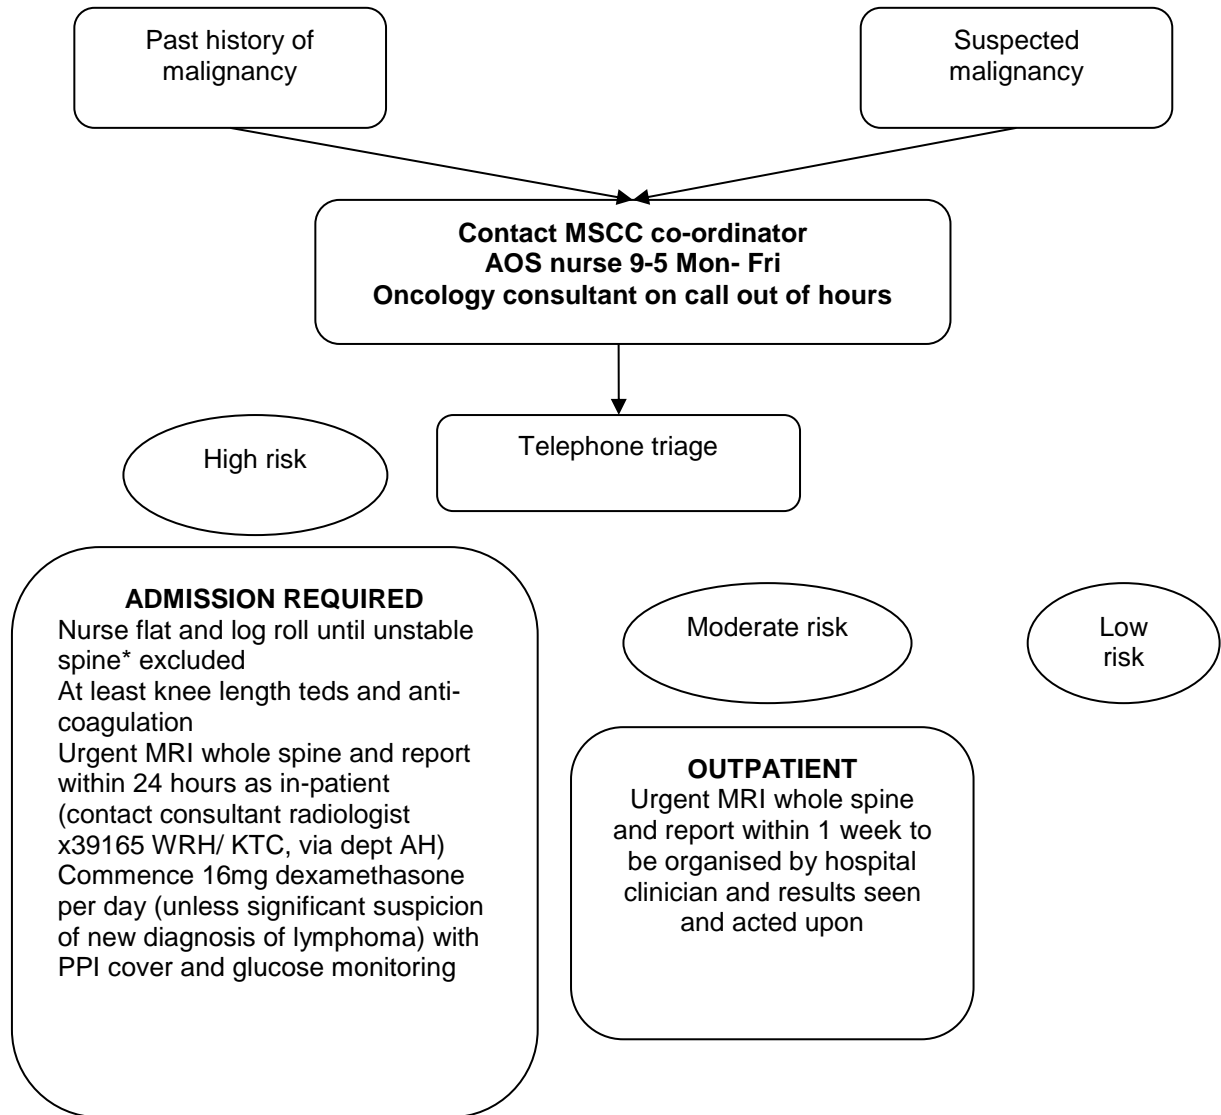 Past history of
malignancy
Suspected
malignancy
Contact MSCC co-ordinator
AOS nurse 9-5 Mon- Fri
Oncology consultant on call out of hours
Telephone triage
High risk
ADMISSION REQUIRED
Nurse flat and log roll until unstable
spine* excluded
At least knee length teds and anti-
coagulation
Urgent MRI whole spine and report
within 24 hours as in-patient
(contact consultant radiologist
x39165 WRH/ KTC, via dept AH)
Commence 16mg dexamethasone
per day (unless significant suspicion
of new diagnosis of lymphoma) with
PPI cover and glucose monitoring
Moderate risk
OUTPATIENT
Urgent MRI whole spine
and report within 1 week to
be organised by hospital
clinician and results seen
and acted upon
Low
risk